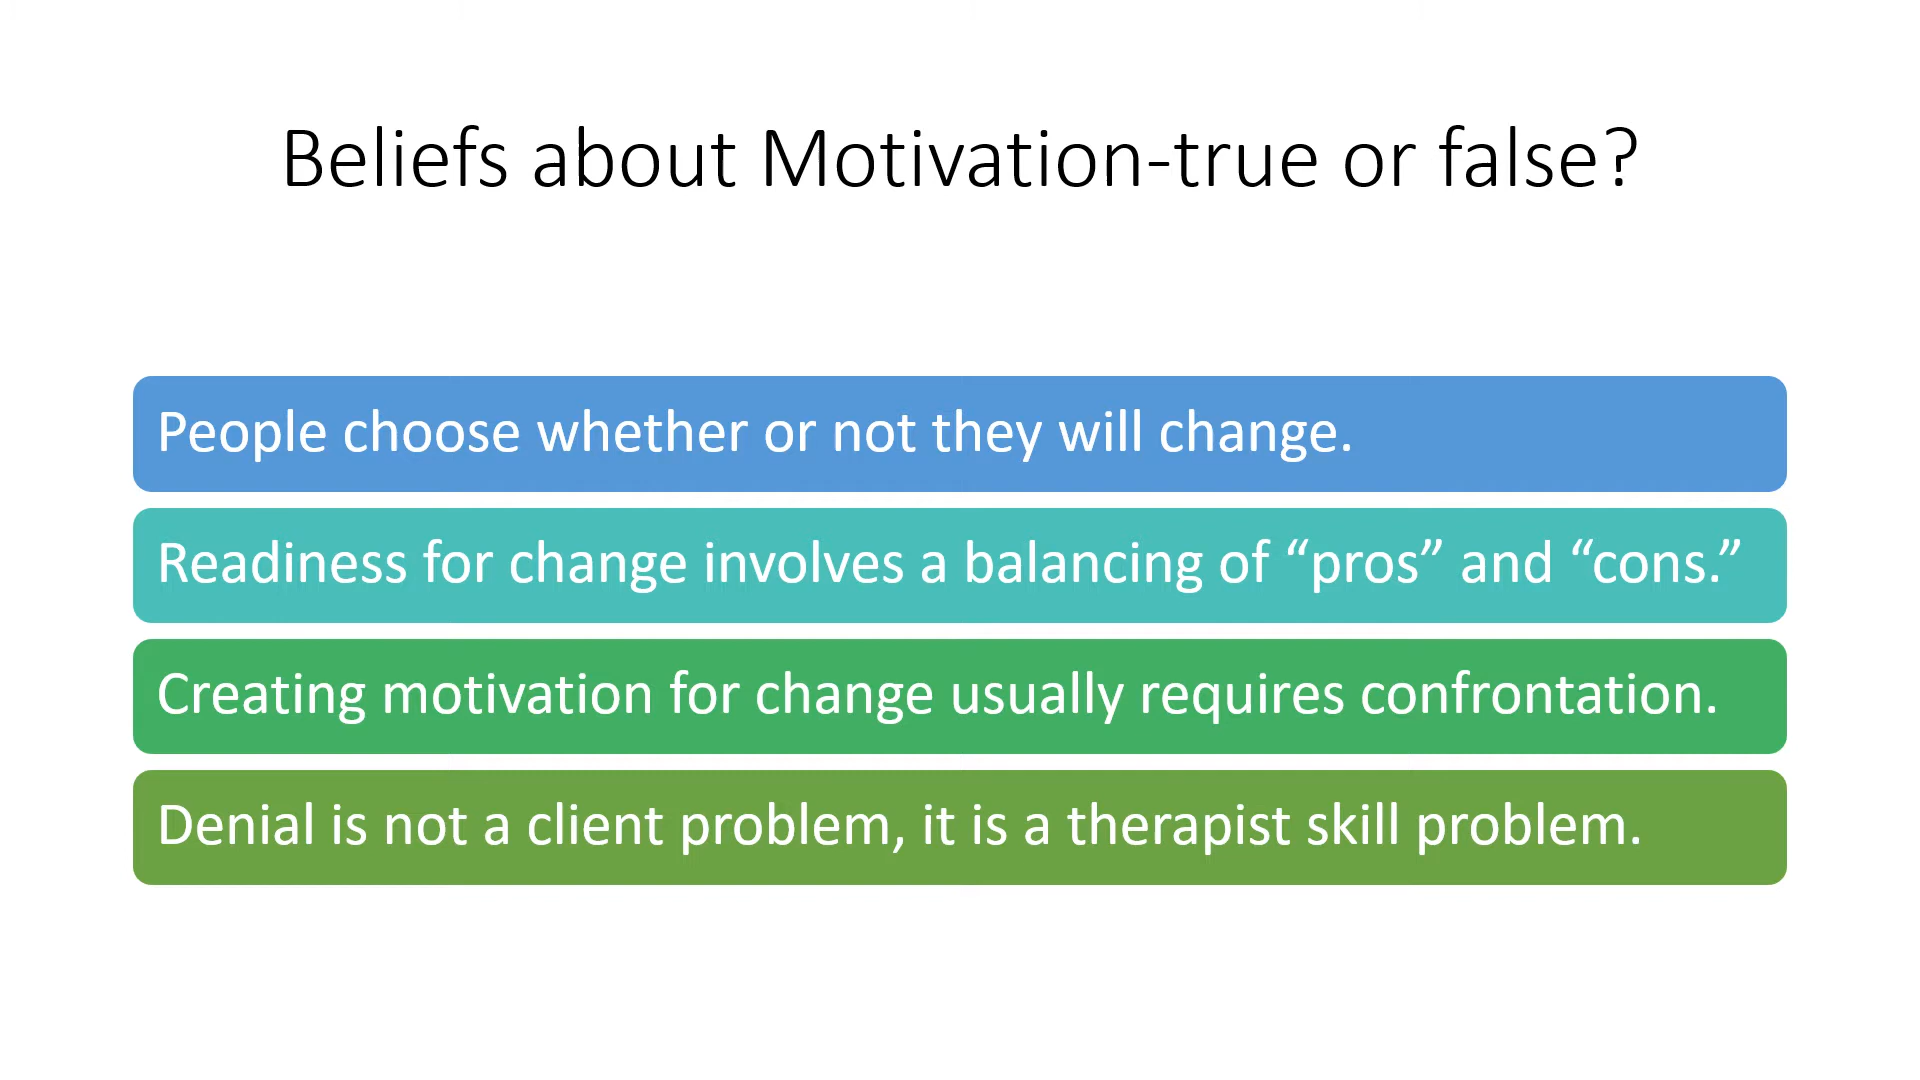 Beliefs about Motivation-true or false?
People choose whether or not they will change.
Readiness for change involves a balancing of “pros” and “cons.”
Creating motivation for change usually requires confrontation.
Denial is not a client problem, it is a therapist skill problem.